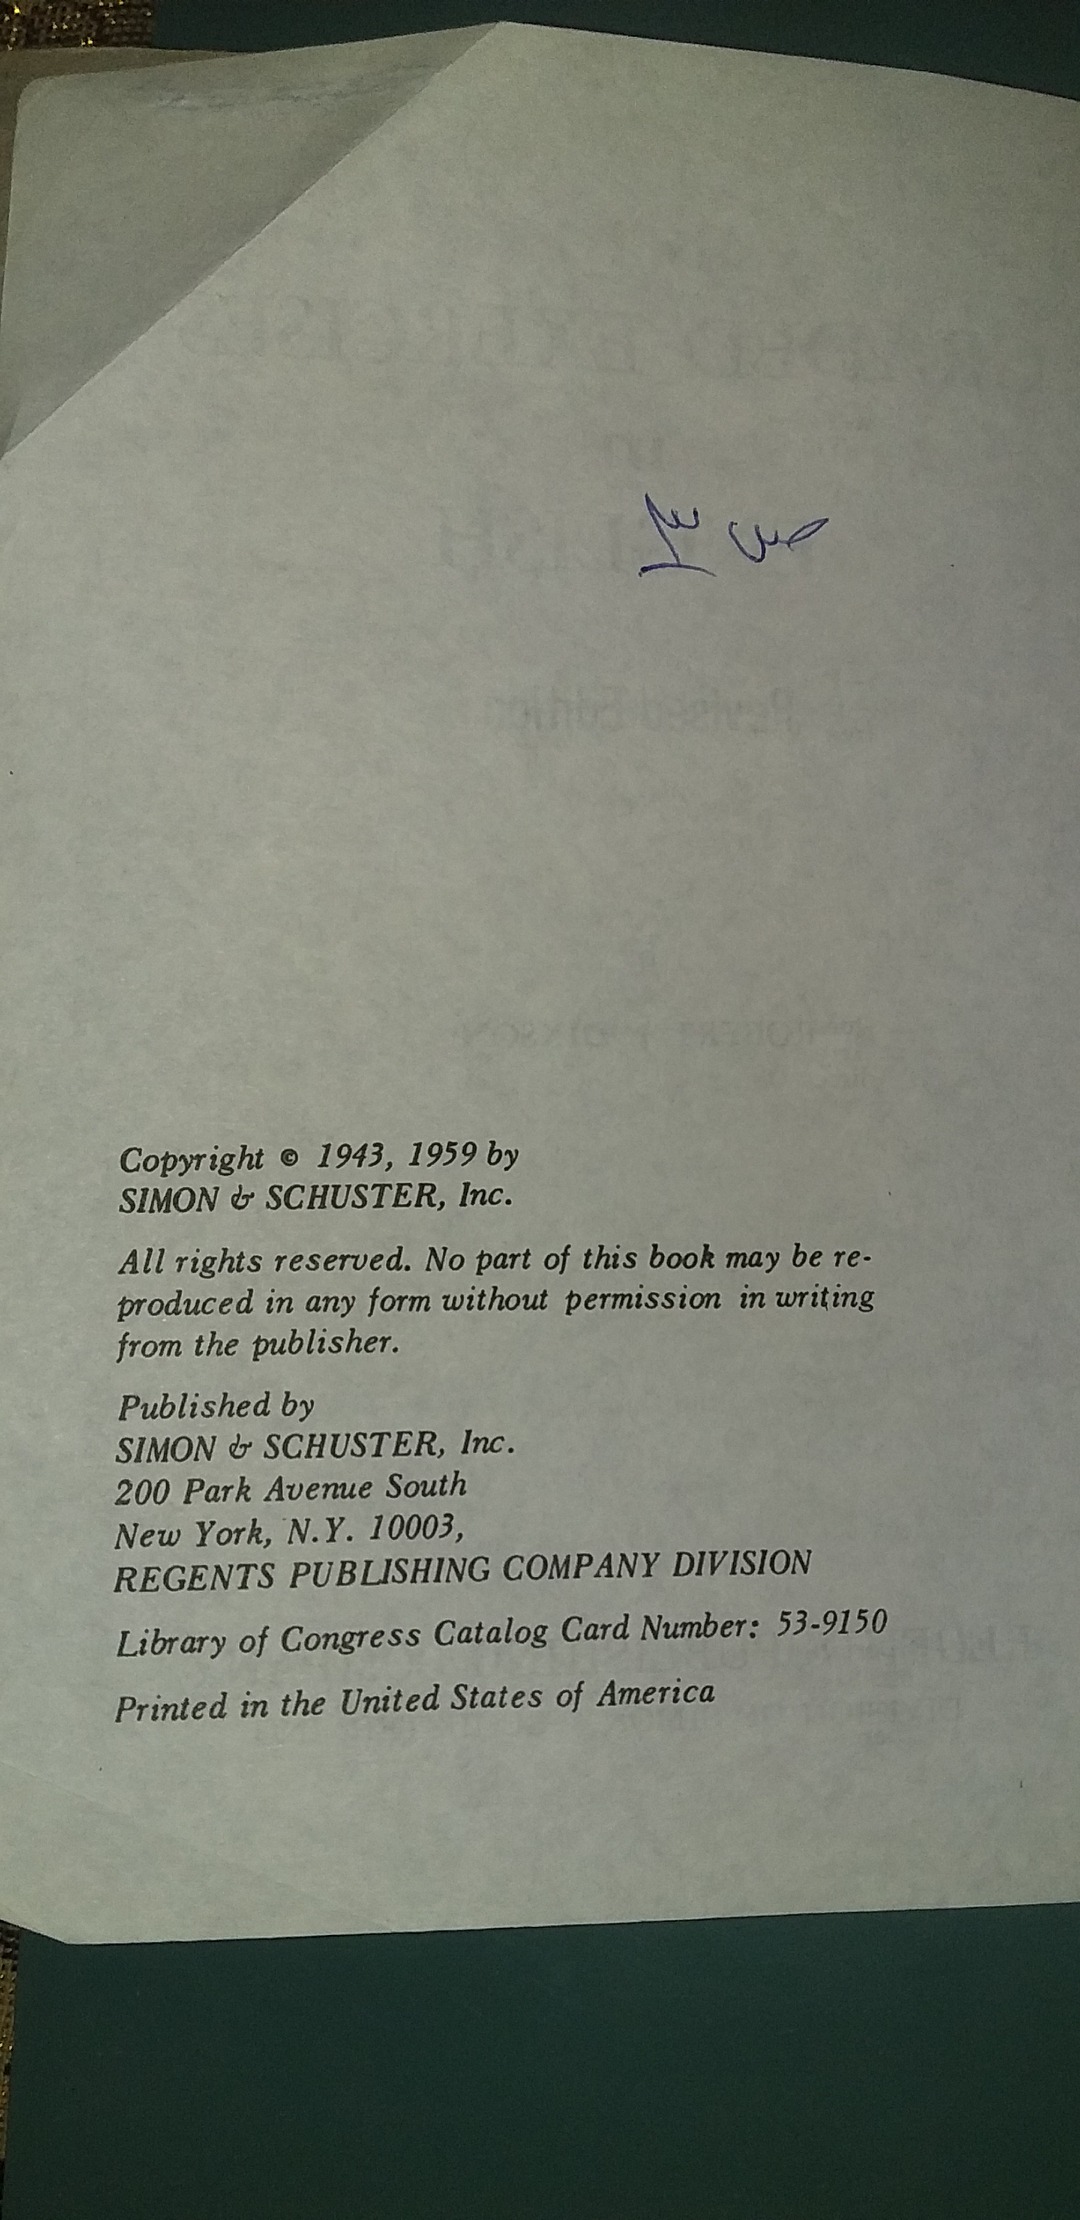 Revised Edition
Copyright © 1943, 1959 by
SIMON & SCHUSTER, Inc.
All rights reserved. No part of this book may be re-
produced in any form without permission in writing
from the publisher.
Published by
SIMON & SCHUSTER, Inc.
200 Park Avenue South
New York, N.Y. 10003,
REGENTS PUBLISHING COMPANY DIVISION
Library of Congress Catalog Card Number: 53-9150
Printed in the United States of America